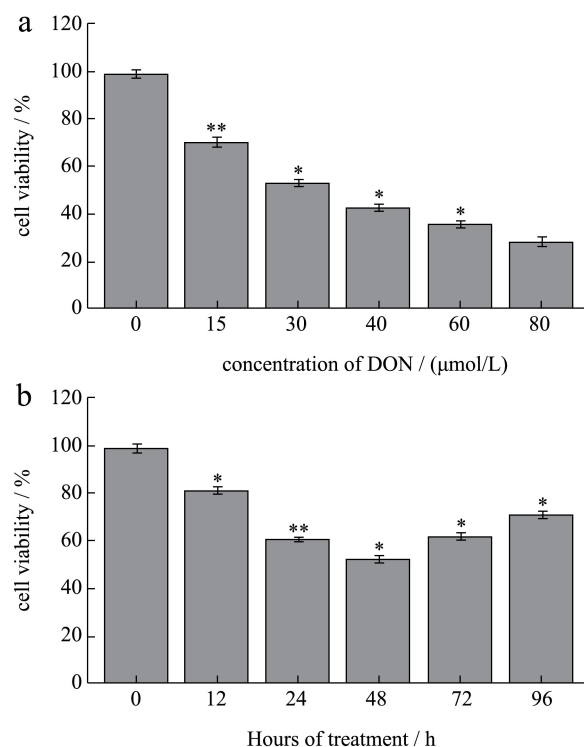 a
120
100
80
60
40
20
0
cell viability / %
**
*
*
*
0 15 30 40 60 80
concentration of DON / (μmol/L)
b
120
100
80
60
40
20
0
cell viability / %
*
**
*
*
*
0 12 24 48 72 96
Hours of treatment / h